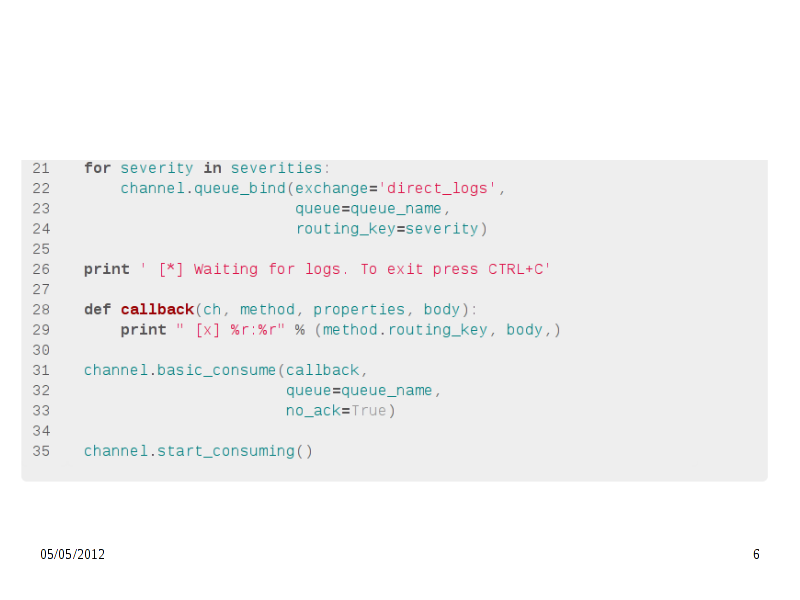 21    for severity in severities:
22        channel.queue_bind(exchange='direct_logs',
23                           queue=queue_name,
24                           routing_key=severity)
25
26    print ' [*] Waiting for logs. To exit press CTRL+C'
27
28    def callback(ch, method, properties, body):
29        print " [x] %r:%r" % (method.routing_key, body,)
30
31    channel.basic_consume(callback,
32                          queue=queue_name,
33                          no_ack=True)
34
35    channel.start_consuming()
05/05/2012    6